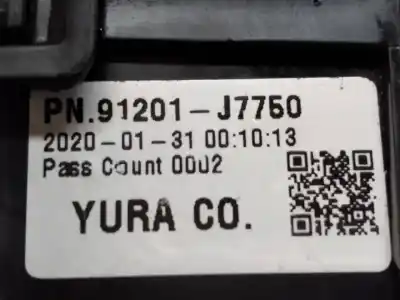 PN.91201-J7750
2020-01-31 00:10:13
Pass Count 0002
YURA CO.